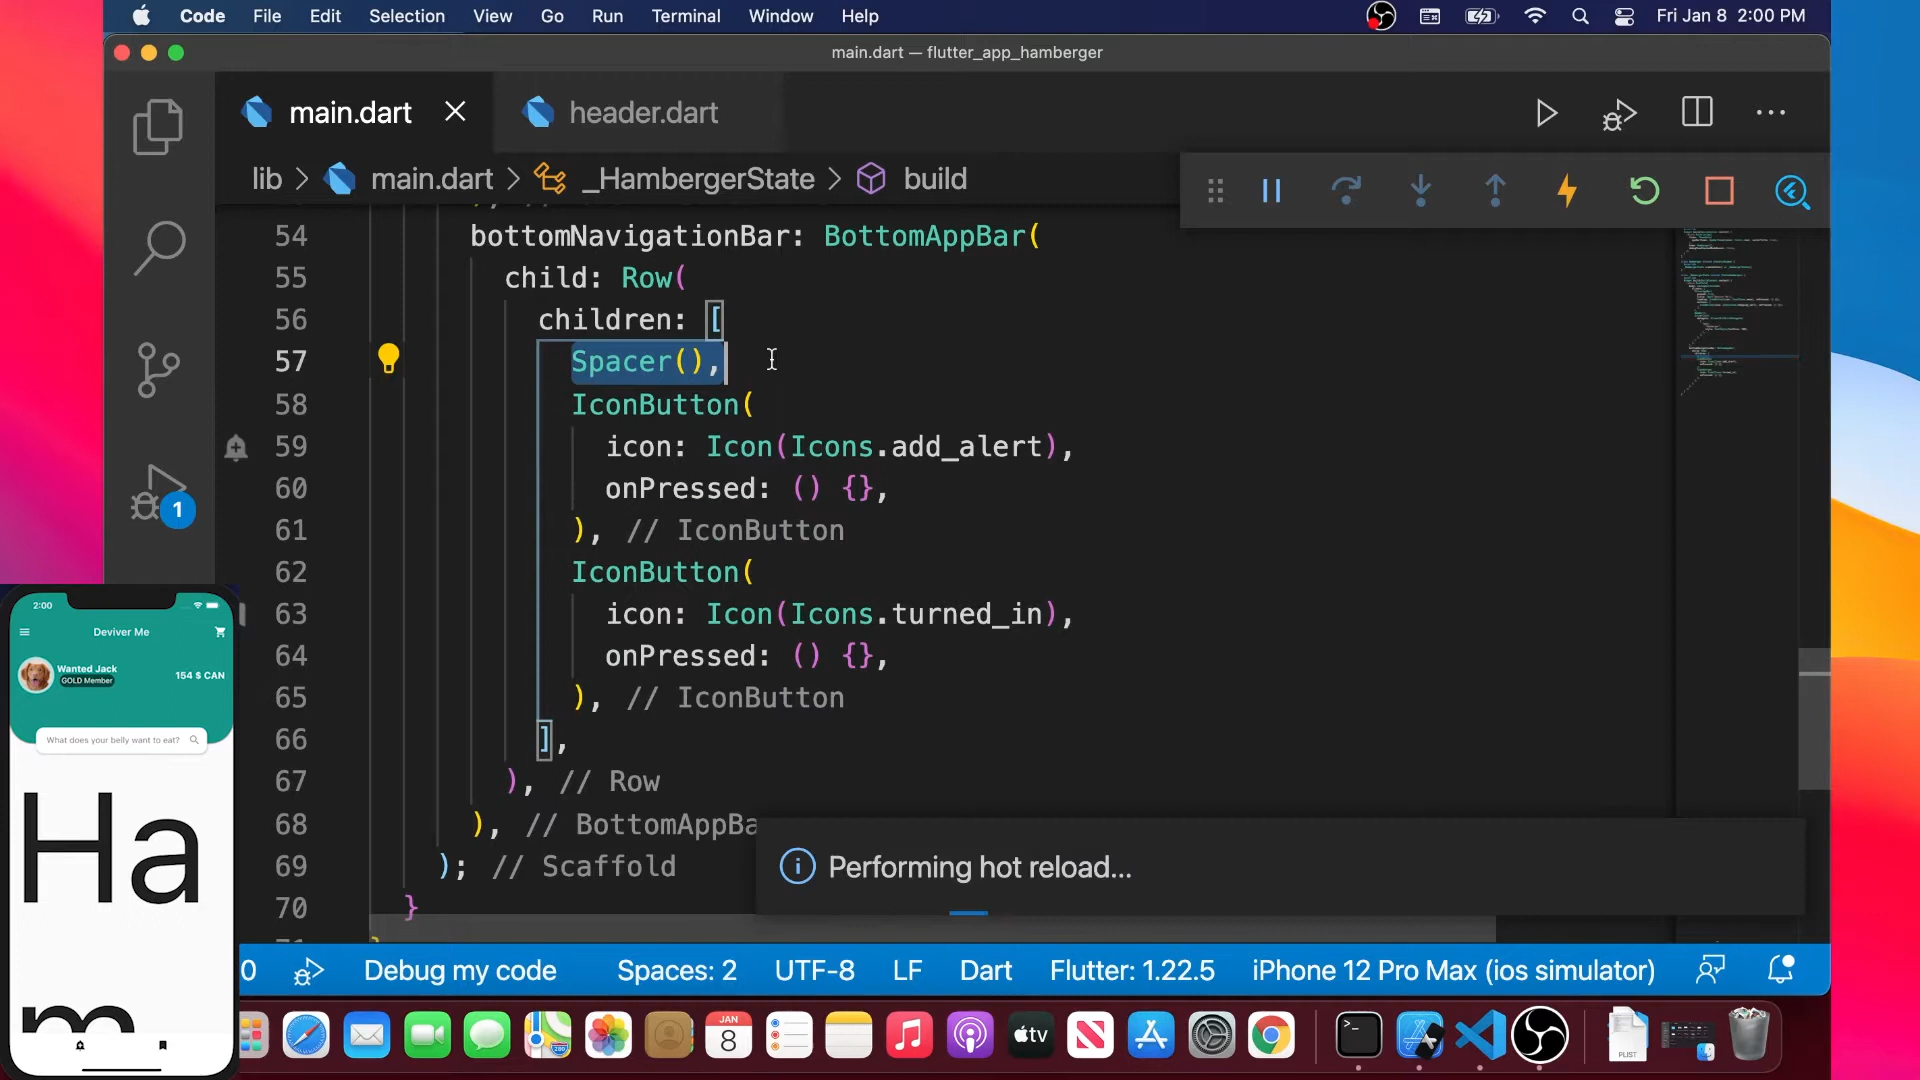 Code File Edit Selection View Go Run Terminal Window Help Fri Jan 8 2:00 PM
main.dart — flutter_app_hamberger
main.dart header.dart
lib > main.dart > _HambergerState > build
54 bottomNavigationBar: BottomAppBar(
55 child: Row(
56 children: [
57 Spacer(),
58 IconButton(
59 icon: Icon(Icons.add_alert),
60 onPressed: () {},
61 ), // IconButton
62 IconButton(
63 icon: Icon(Icons.turned_in),
64 onPressed: () {},
65 ), // IconButton
66 ],
67 ), // Row
68 ), // BottomAppBa
69 ); // Scaffold
70 }
1
Performing hot reload...
2:00
Deviver Me
Wanted Jack
GOLD Member
154 $ CAN
What does your belly want to eat?
Ha
m
0 Debug my code Spaces: 2 UTF-8 LF Dart Flutter: 1.22.5 iPhone 12 Pro Max (ios simulator)
JAN
8
tv
280
PLIST